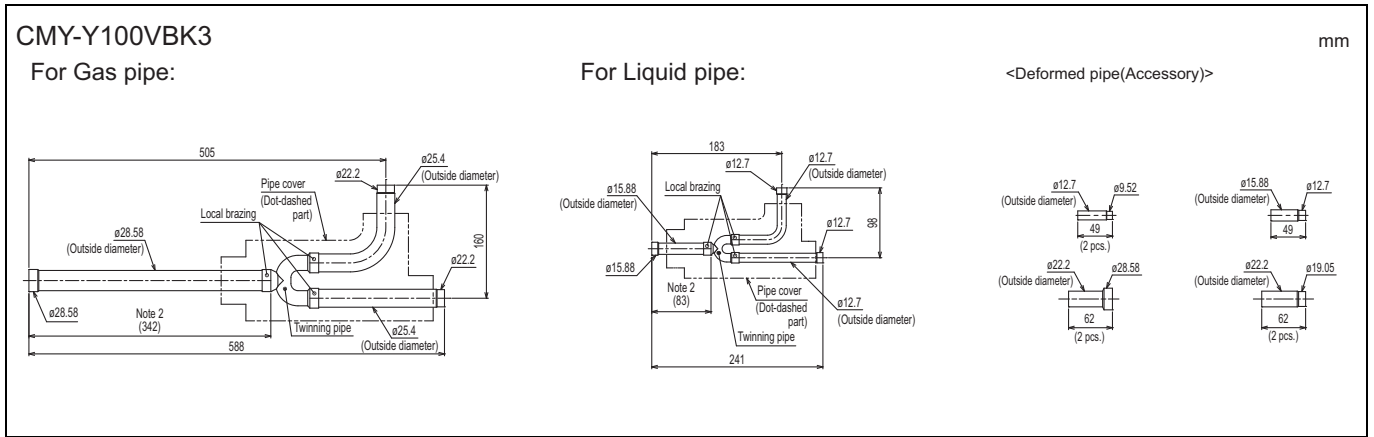 CMY-Y100VBK3
mm
For Gas pipe:
For Liquid pipe:
<Deformed pipe(Accessory)>
505
ø22.2
ø25.4
(Outside diameter)
Pipe cover
(Dot-dashed
part)
Local brazing
ø28.58
(Outside diameter)
160
ø22.2
ø28.58
Note 2
(342)
Twinning pipe
ø25.4
(Outside diameter)
588
183
ø12.7
ø12.7
(Outside diameter)
ø15.88
(Outside diameter)
Local brazing
98
ø12.7
ø15.88
Note 2
(83)
Pipe cover
(Dot-dashed
part)
ø12.7
(Outside diameter)
Twinning pipe
241
ø12.7
(Outside diameter)
ø9.52
49
(2 pcs.)
ø15.88
(Outside diameter)
ø12.7
49
ø22.2
(Outside diameter)
ø28.58
62
(2 pcs.)
ø22.2
(Outside diameter)
ø19.05
62
(2 pcs.)